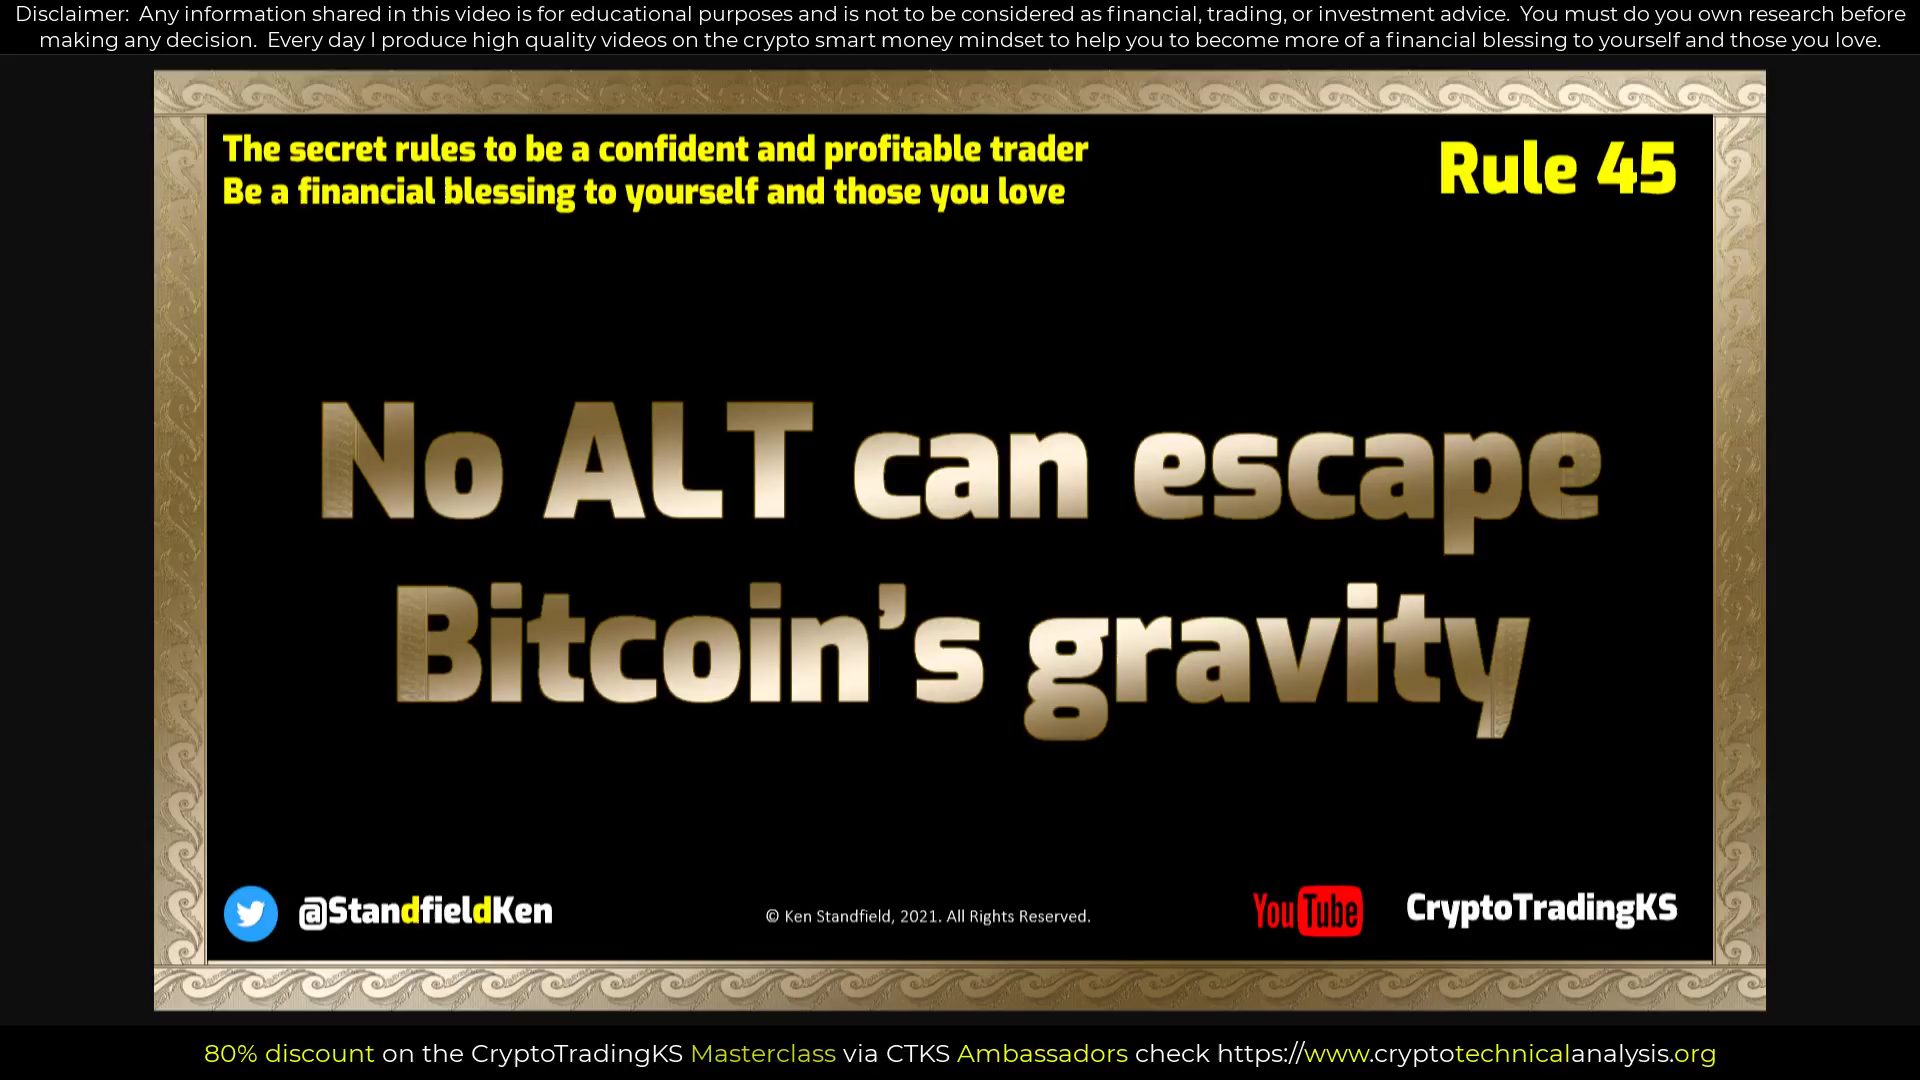 Disclaimer:  Any information shared in this video is for educational purposes and is not to be considered as financial, trading, or investment advice.  You must do you own research before
making any decision.  Every day I produce high quality videos on the crypto smart money mindset to help you to become more of a financial blessing to yourself and those you love.
The secret rules to be a confident and profitable trader
Be a financial blessing to yourself and those you love
Rule 45
No ALT can escape
Bitcoin’s gravity
@StandfieldKen
© Ken Standfield, 2021. All Rights Reserved.
YouTube
CryptoTradingKS
80% discount on the CryptoTradingKS Masterclass via CTKS Ambassadors check https://www.cryptotechnicalanalysis.org